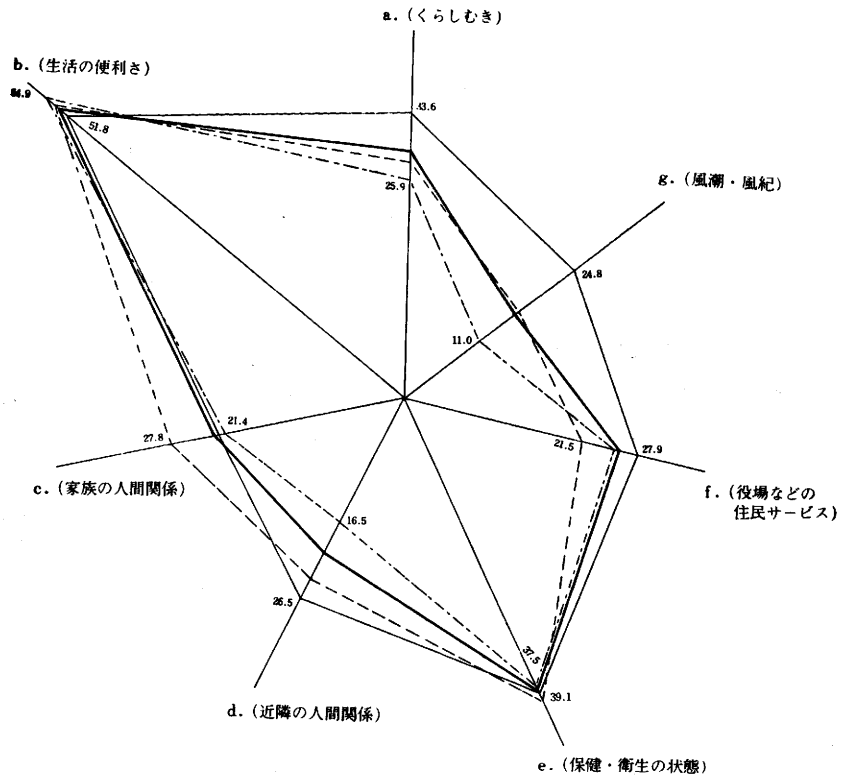 a.(くらしむき)
b.(生活の便利さ)
51.8
43.6
25.9
g.(風潮・風紀)
24.8
11.0
21.4
27.8
c.(家族の人間関係)
21.5
27.9
f.(役場などの
住民サービス)
16.5
26.5
37.5
39.1
d.(近隣の人間関係)
e.(保健・衛生の状態)